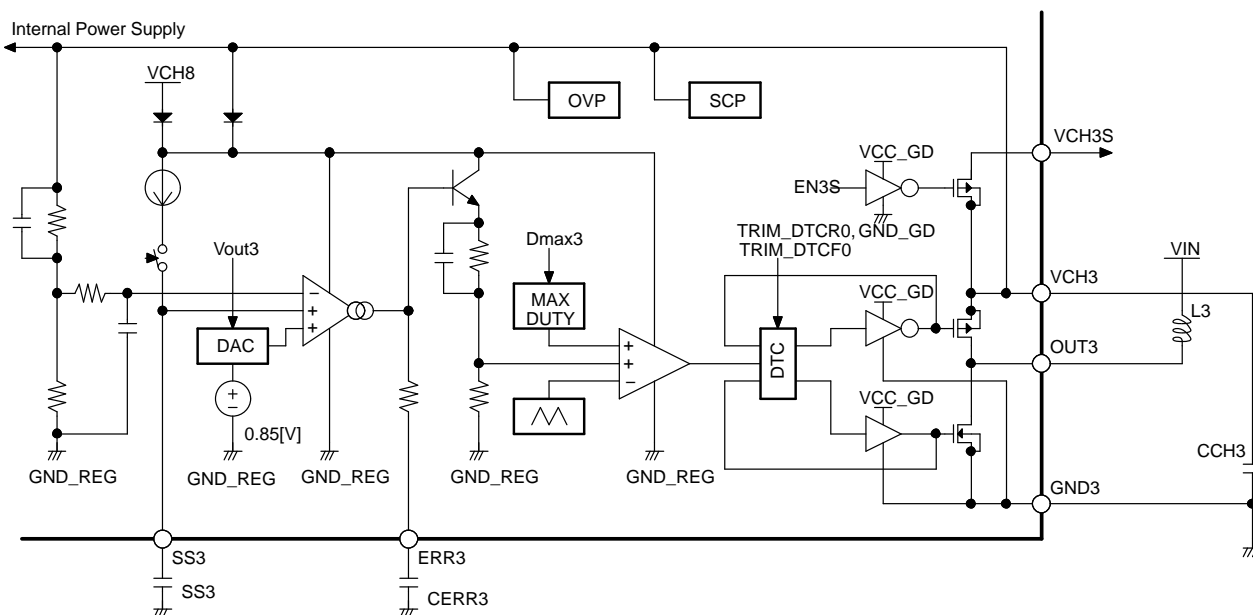 Internal Power Supply
VCH8
OVP
SCP
VCH3S
VCC_GD
EN3S
TRIM_DTCR0, GND_GD
TRIM_DTCF0
Vout3
Dmax3
VIN
VCH3
MAX
DUTY
VCC_GD
L3
DAC
DTC
OUT3
VCC_GD
0.85[V]
GND_REG
GND_REG
GND_REG
GND_REG
GND_REG
CCH3
GND3
SS3
ERR3
SS3
CERR3